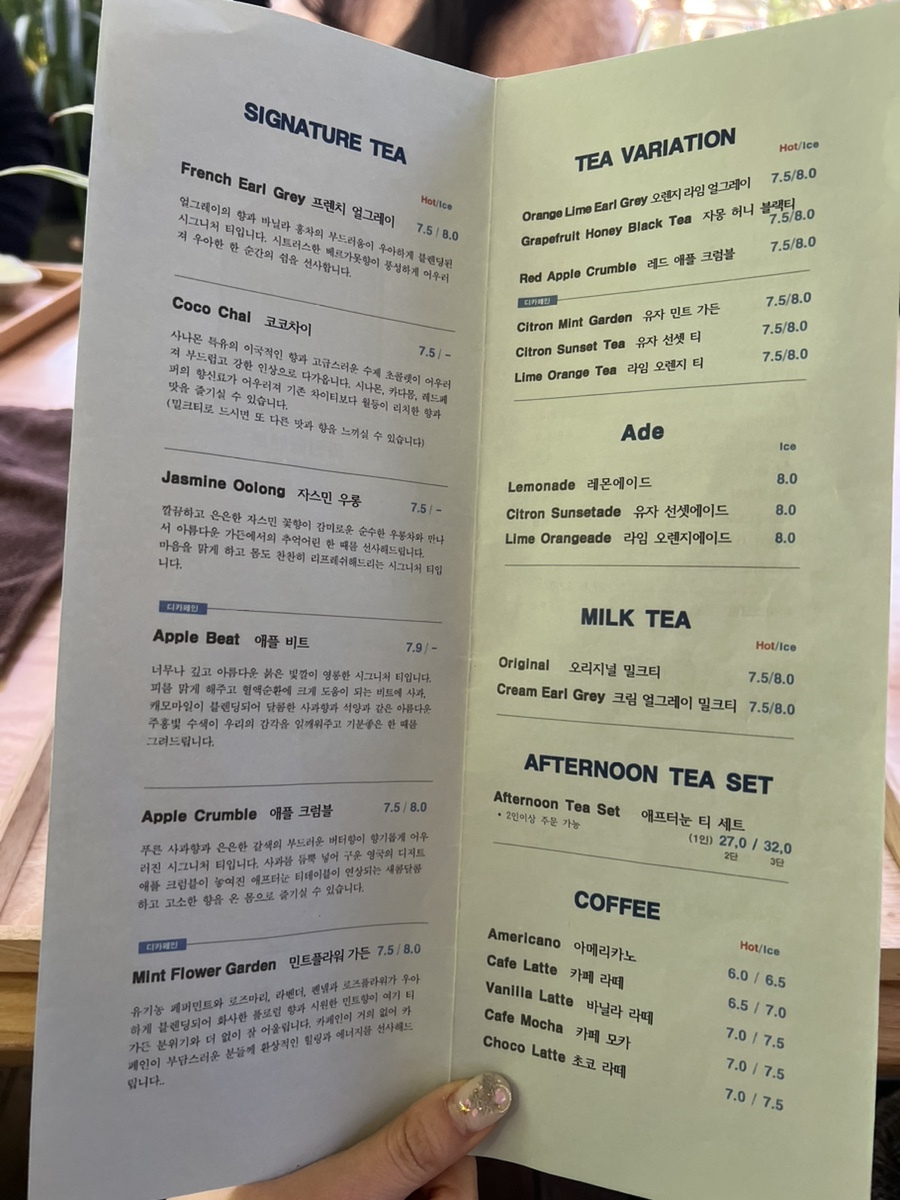 SIGNATURE TEA
Hot/Ice
French Earl Grey 프렌치 얼그레이 7.5 / 8.0
얼그레이의 향과 바닐라 홍차의 부드러움이 우아하게 블렌딩된
시그니처 티입니다. 시트러스한 베르가못향이 풍성하게 어우러
져 우아한 한 순간의 쉼을 선사합니다.
Coco Chai 코코차이 7.5 / -
사나몬 특유의 이국적인 향과 고급스러운 수제 초콜렛이 어우러
져 부드럽고 강한 인상으로 다가옵니다. 시나몬, 카다몸, 레드페
퍼의 향신료가 어우러져 기존 차이티보다 월등이 리치한 향과
맛을 즐기실 수 있습니다.
(밀크티로 드시면 또 다른 맛과 향을 느끼실 수 있습니다)
Jasmine Oolong 자스민 우롱 7.5 / -
깔끔하고 은은한 자스민 꽃향이 감미로운 순수한 우롱차와 만나
서 아름다운 가든에서의 추억어린 한 때를 선사해드립니다.
마음을 맑게 하고 몸도 찬찬히 리프레쉬해드리는 시그니처 티입
니다.
디카페인
Apple Beat 애플 비트 7.9 / -
너무나 깊고 아름다운 붉은 빛깔이 영롱한 시그니처 티입니다.
피를 맑게 해주고 혈액순환에 크게 도움이 되는 비트에 사과,
캐모마일이 블렌딩되어 달콤한 사과향과 석양과 같은 아름다운
주홍빛 수색이 우리의 감각을 일깨워주고 기분좋은 한 때를
그려드립니다.
Apple Crumble 애플 크럼블 7.5 / 8.0
푸른 사과향과 은은한 갈색의 부드러운 버터향이 향기롭게 어우
러진 시그니처 티입니다. 사과를 듬뿍 넣어 구운 영국의 디저트
애플 크럼블이 놓여진 애프터눈 티테이블이 연상되는 새콤달콤
하고 고소한 향을 온 몸으로 즐기실 수 있습니다.
디카페인
Mint Flower Garden 민트플라워 가든 7.5 / 8.0
유기농 페퍼민트와 로즈마리, 라벤더, 펜넬과 로즈플라워가 우아
하게 블렌딩되어 화사한 플로럴 향과 시원한 민트향이 여기 티
가든 분위기와 더 없이 잘 어울립니다. 카페인이 거의 없어 카
페인이 부담스러운 분들께 환상적인 힐링과 에너지를 선사해드
립니다..
TEA VARIATION
Hot/Ice
Orange Lime Earl Grey 오렌지 라임 얼그레이 7.5/8.0
Grapefruit Honey Black Tea 자몽 허니 블랙티 7.5/8.0
Red Apple Crumble 레드 애플 크럼블 7.5/8.0
디카페인
Citron Mint Garden 유자 민트 가든 7.5/8.0
Citron Sunset Tea 유자 선셋 티 7.5/8.0
Lime Orange Tea 라임 오렌지 티 7.5/8.0
Ade
Ice
Lemonade 레몬에이드 8.0
Citron Sunsetade 유자 선셋에이드 8.0
Lime Orangeade 라임 오렌지에이드 8.0
MILK TEA
Hot/Ice
Original 오리지널 밀크티 7.5/8.0
Cream Earl Grey 크림 얼그레이 밀크티 7.5/8.0
AFTERNOON TEA SET
Afternoon Tea Set 애프터눈 티 세트
• 2인이상 주문 가능
(1인) 27,0 / 32,0
2단 3단
COFFEE
Hot/Ice
Americano 아메리카노 6.0 / 6.5
Cafe Latte 카페 라떼 6.5 / 7.0
Vanilla Latte 바닐라 라떼 7.0 / 7.5
Cafe Mocha 카페 모카 7.0 / 7.5
Choco Latte 초코 라떼 7.0 / 7.5